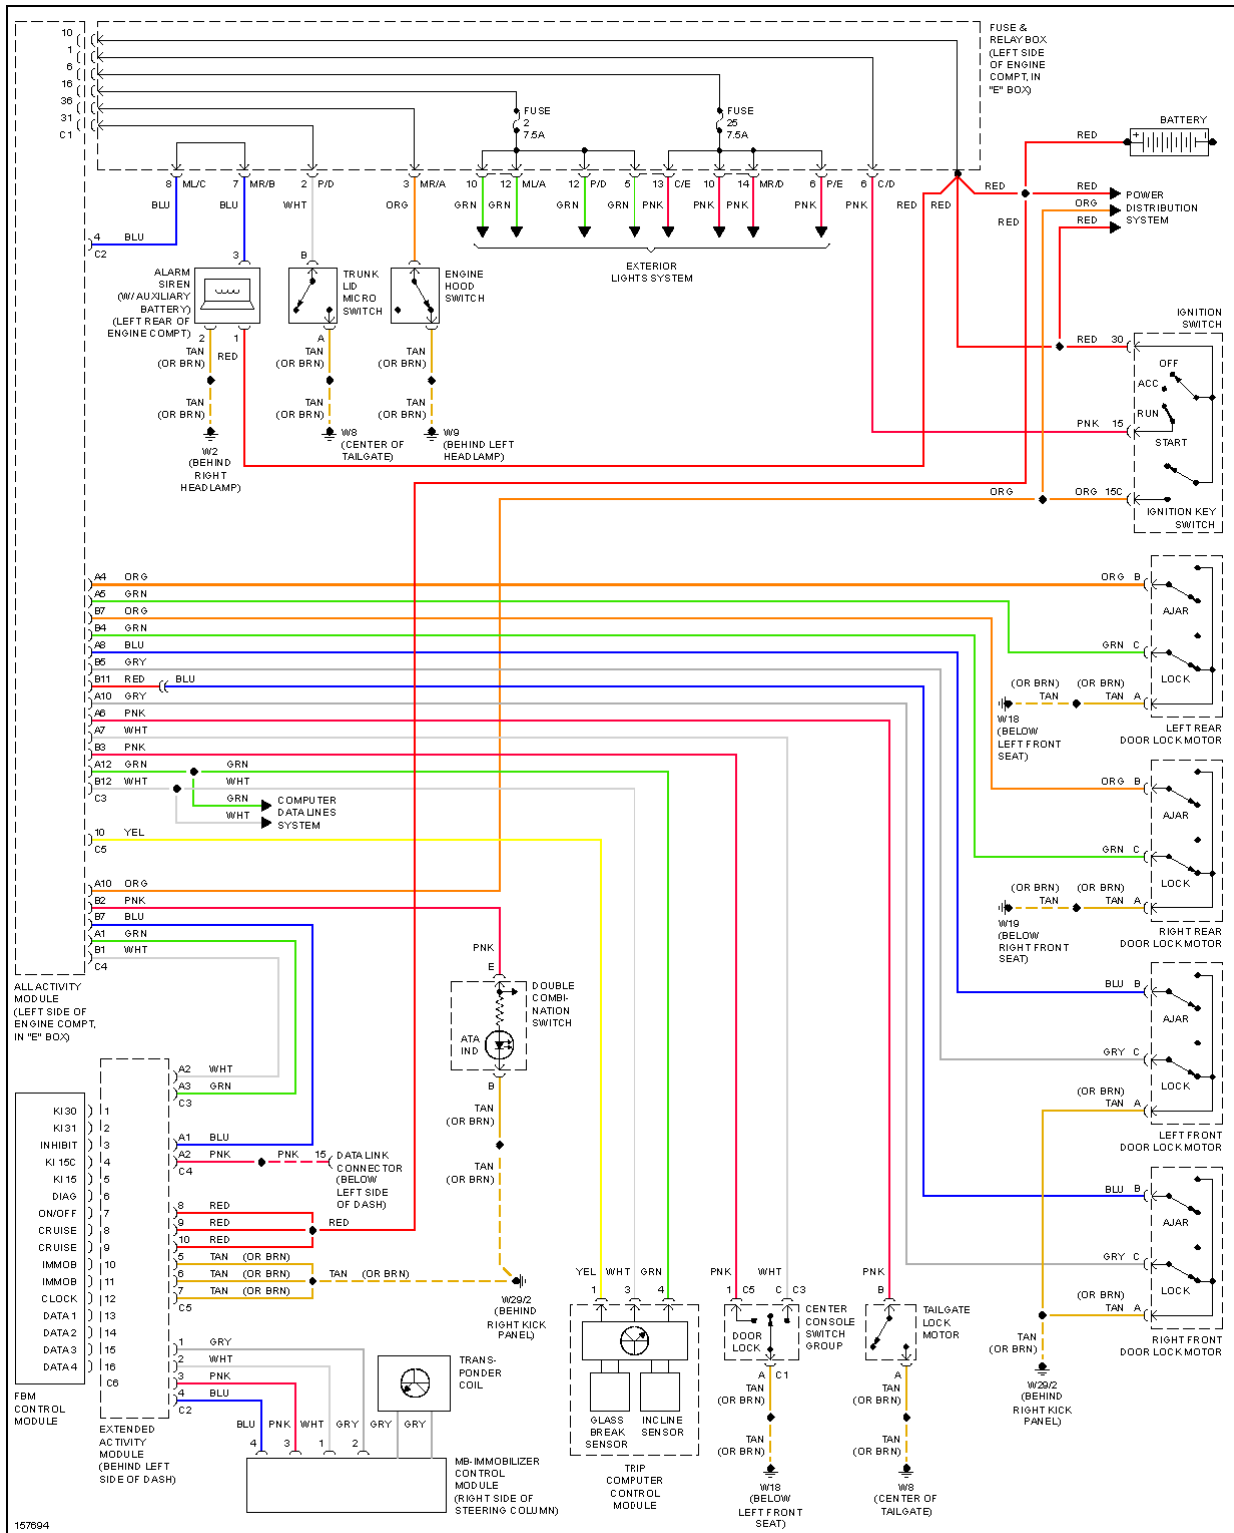 10
1
6
16
36
31
C1
FUSE &
RELAY BOX
(LEFT SIDE
OF ENGINE
COMPT, IN
"E" BOX)
FUSE
2
7.5A
FUSE
25
7.5A
BATTERY
RED
8 ML/C
7 MR/B
2 P/D
3 MR/A
10
12 ML/A
12 P/D
5
13 C/E
10
14 MR/D
6 P/E
6 C/D
BLU
BLU
WHT
ORG
GRN
GRN
GRN
GRN
PNK
PNK
PNK
PNK
PNK
RED
RED
RED
RED
RED
ORG
RED
POWER
DISTRIBUTION
SYSTEM
4 BLU
C2
3
B
EXTERIOR
LIGHTS SYSTEM
ALARM
SIREN
(W/ AUXILIARY
BATTERY)
(LEFT REAR OF
ENGINE COMPT)
TRUNK
LID
MICRO
SWITCH
ENGINE
HOOD
SWITCH
2
1
A
TAN
(OR BRN)
RED
TAN
(OR BRN)
TAN
(OR BRN)
TAN
(OR BRN)
TAN
(OR BRN)
TAN
(OR BRN)
W2
(BEHIND
RIGHT
HEADLAMP)
W8
(CENTER OF
TAILGATE)
W9
(BEHIND LEFT
HEADLAMP)
IGNITION
SWITCH
RED 30
OFF
ACC
RUN
PNK 15
START
ORG
ORG 15C
IGNITION KEY
SWITCH
A4 ORG
A5 GRN
B7 ORG
B4 GRN
A8 BLU
B5 GRY
B11 RED BLU
A10 GRY
A6 PNK
A7 WHT
B3 PNK
A12 GRN GRN
B12 WHT WHT
C3
GRN
WHT
COMPUTER
DATA LINES
SYSTEM
10 YEL
C5
A10 ORG
B2 PNK
B7 BLU
A1 GRN
B1 WHT
C4
ORG B
AJAR
GRN C
LOCK
(OR BRN) (OR BRN)
TAN TAN A
W18
(BELOW
LEFT FRONT
SEAT)
LEFT REAR
DOOR LOCK MOTOR
ORG B
AJAR
GRN C
LOCK
(OR BRN) (OR BRN)
TAN TAN A
W19
(BELOW
RIGHT FRONT
SEAT)
RIGHT REAR
DOOR LOCK MOTOR
BLU B
AJAR
GRY C
LOCK
(OR BRN)
TAN A
LEFT FRONT
DOOR LOCK MOTOR
BLU B
AJAR
GRY C
LOCK
(OR BRN)
TAN A
RIGHT FRONT
DOOR LOCK MOTOR
TAN
(OR BRN)
W29/2
(BEHIND
RIGHT KICK
PANEL)
ALL ACTIVITY
MODULE
(LEFT SIDE OF
ENGINE COMPT,
IN "E" BOX)
PNK
E
DOUBLE
COMBI-
NATION
SWITCH
ATA
IND
B
TAN
(OR BRN)
TAN
(OR BRN)
W29/2
(BEHIND
RIGHT KICK
PANEL)
A2 WHT
A3 GRN
C3
A1 BLU
A2 PNK PNK 15
C4
DATA LINK
CONNECTOR
(BELOW
LEFT SIDE
OF DASH)
8 RED
9 RED RED
10 RED
5 TAN (OR BRN)
6 TAN (OR BRN) TAN (OR BRN)
7 TAN (OR BRN)
C5
1 GRY
2 WHT
3 PNK
4 BLU
C2
KI 30 1
KI 31 2
INHIBIT 3
KI 15C 4
KI 15 5
DIAG 6
ON/OFF 7
CRUISE 8
CRUISE 9
IMMOB 10
IMMOB 11
CLOCK 12
DATA 1 13
DATA 2 14
DATA 3 15
DATA 4 16
C6
FBM
CONTROL
MODULE
EXTENDED
ACTIVITY
MODULE
(BEHIND LEFT
SIDE OF DASH)
TRANS-
PONDER
COIL
BLU PNK WHT GRY GRY GRY
4 3 1 2
MB-IMMOBILIZER
CONTROL
MODULE
(RIGHT SIDE OF
STEERING COLUMN)
YEL WHT GRN
1 3 4
GLASS
BREAK
SENSOR
INCLINE
SENSOR
TRIP
COMPUTER
CONTROL
MODULE
PNK WHT
1 C5 C C3
DOOR
LOCK
CENTER
CONSOLE
SWITCH
GROUP
A C1
TAN
(OR BRN)
TAN
(OR BRN)
W18
(BELOW
LEFT FRONT
SEAT)
PNK
B
TAILGATE
LOCK
MOTOR
A
TAN
(OR BRN)
TAN
(OR BRN)
W8
(CENTER OF
TAILGATE)
157694